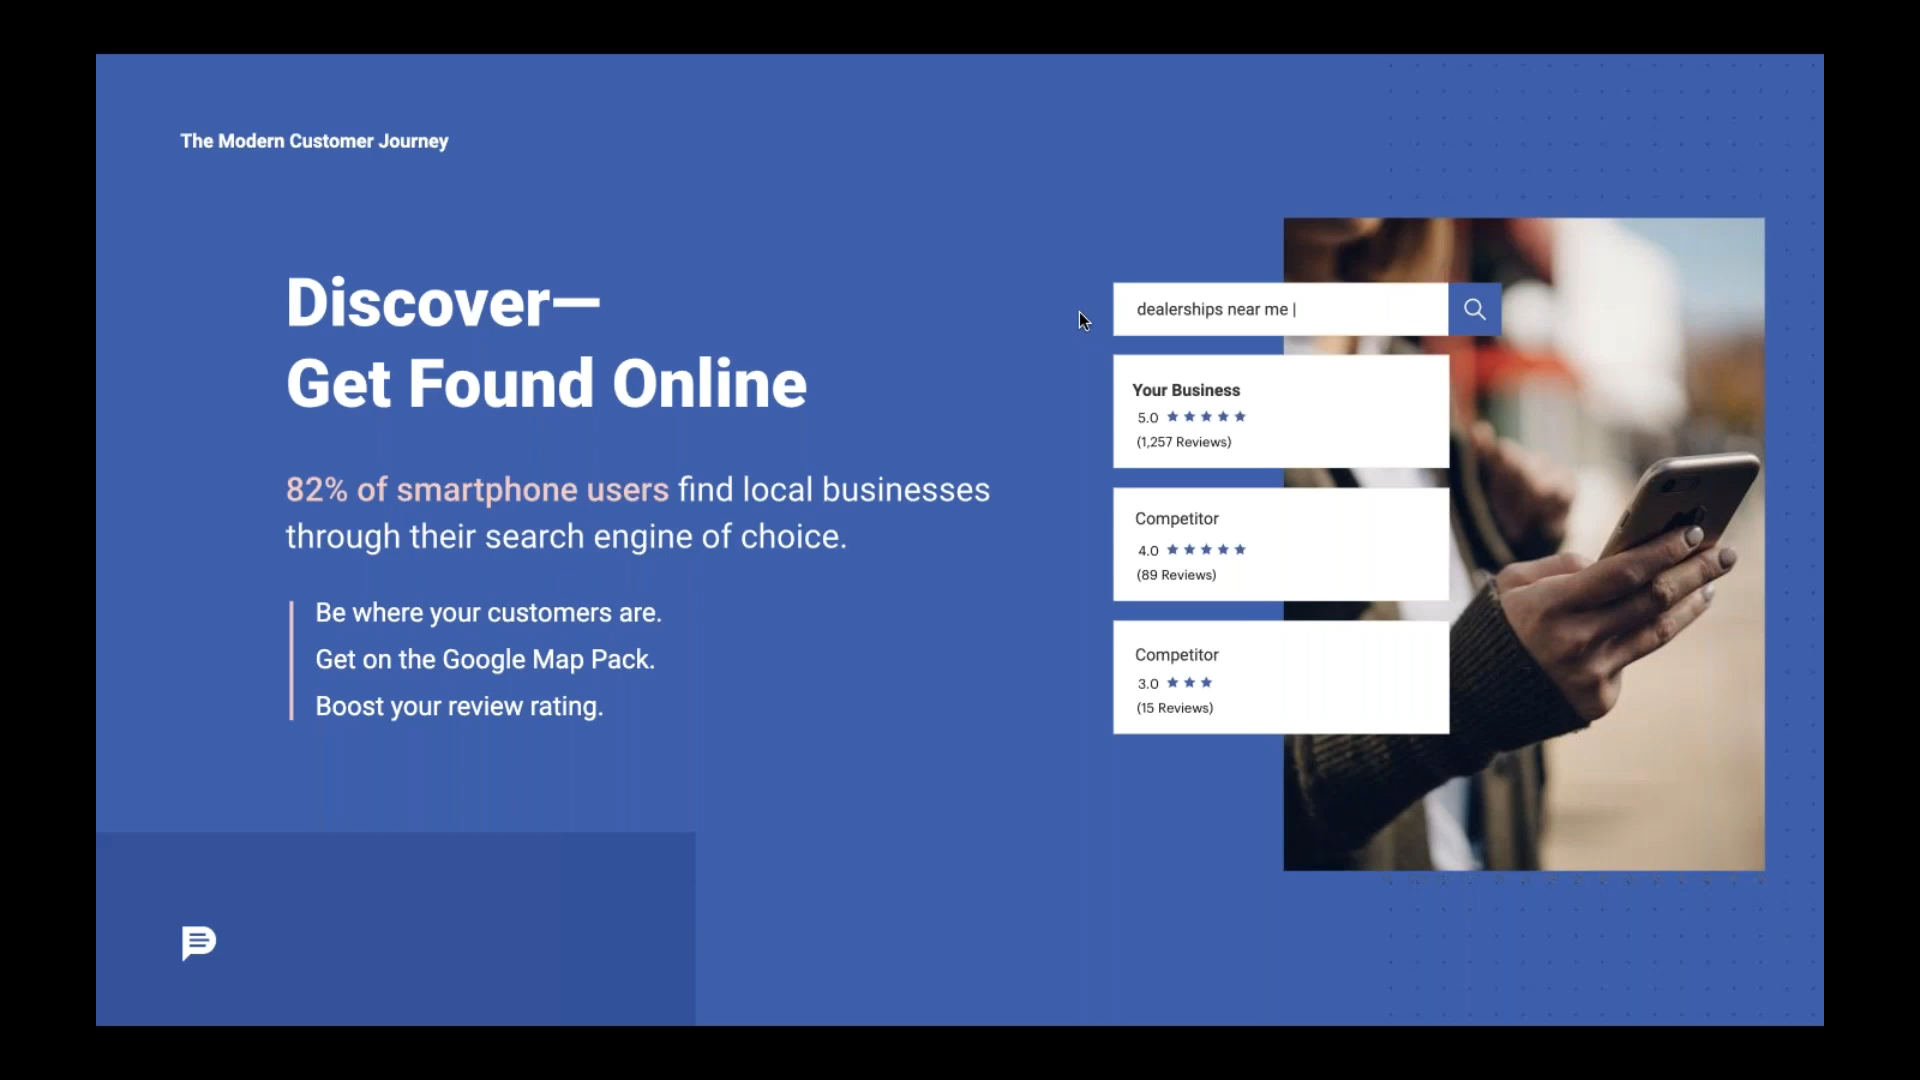 The Modern Customer Journey
Discover—
Get Found Online
82% of smartphone users find local businesses
through their search engine of choice.
Be where your customers are.
Get on the Google Map Pack.
Boost your review rating.
dealerships near me |
Your Business
5.0 ★★★★★
(1,257 Reviews)
Competitor
4.0 ★★★★★
(89 Reviews)
Competitor
3.0 ★★★
(15 Reviews)